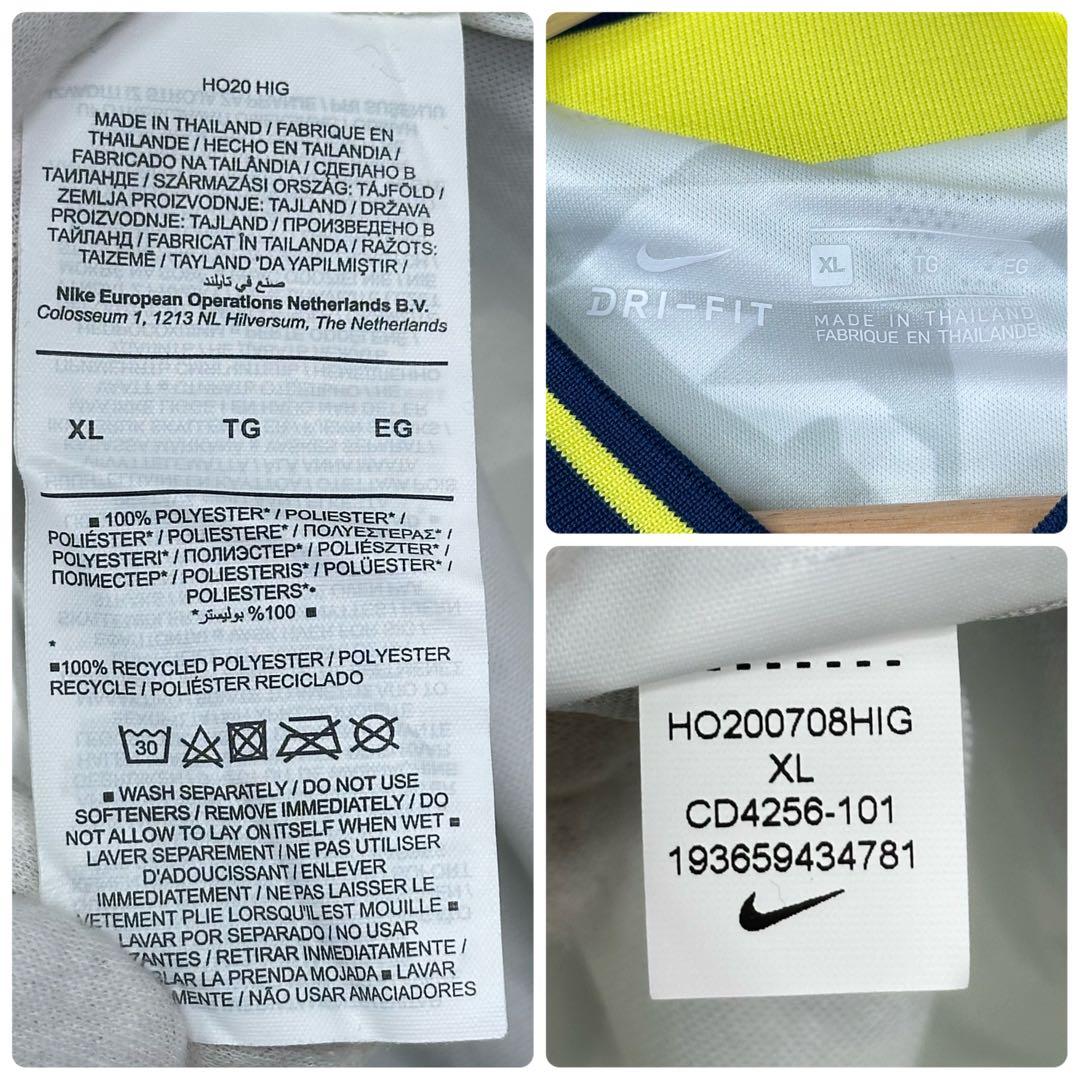 HO20 HIG
MADE IN THAILAND / FABRIQUE EN
THAILANDE / HECHO EN TAILANDIA /
FABRICADO NA TAILÂNDIA / СДЕЛАНО В
ТАИЛАНДЕ / SZÁRMAZÁSI ORSZÁG: TÁJFÖLD /
ZEMLJA PROIZVODNJE: TAJLAND / DRŽAVA
PROIZVODNJE: TAJLAND / ПРОИЗВЕДЕНО В
ТАЙЛАНД / FABRICAT ÎN TAILANDA / RAŽOTS:
TAIZEMĒ / TAYLAND 'DA YAPILMIŞTIR /
صنع في تايلند
Nike European Operations Netherlands B.V.
Colosseum 1, 1213 NL Hilversum, The Netherlands
XL TG EG
■ 100% POLYESTER* / POLIESTER* /
POLIÉSTER* / POLIESTERE* / ΠΟΛΥΕΣΤΕΡΑΣ* /
POLYESTERI* / ПОЛИЭСТЕР* / POLIÉSZTER* /
ПОЛИЕСТЕР* / POLIESTERIS* / POLÜESTER* /
POLIESTERS*•
■ 100% بوليستر*
*
■100% RECYCLED POLYESTER / POLYESTER
RECYCLE / POLIÉSTER RECICLADO
30
■ WASH SEPARATELY / DO NOT USE
SOFTENERS / REMOVE IMMEDIATELY / DO
NOT ALLOW TO LAY ON ITSELF WHEN WET ■
LAVER SEPAREMENT / NE PAS UTILISER
D'ADOUCISSANT / ENLEVER
IMMEDIATEMENT / NE PAS LAISSER LE
VETEMENT PLIE LORSQU'IL EST MOUILLE ■
LAVAR POR SEPARADO / NO USAR
/ RETIRAR INMEDIATAMENTE /
LA PRENDA MOJADA ■ LAVAR
/ NÃO USAR AMACIADORES
DRI-FIT
XL TG EG
MADE IN THAILAND
FABRIQUE EN THAILANDE
HO200708HIG
XL
CD4256-101
193659434781